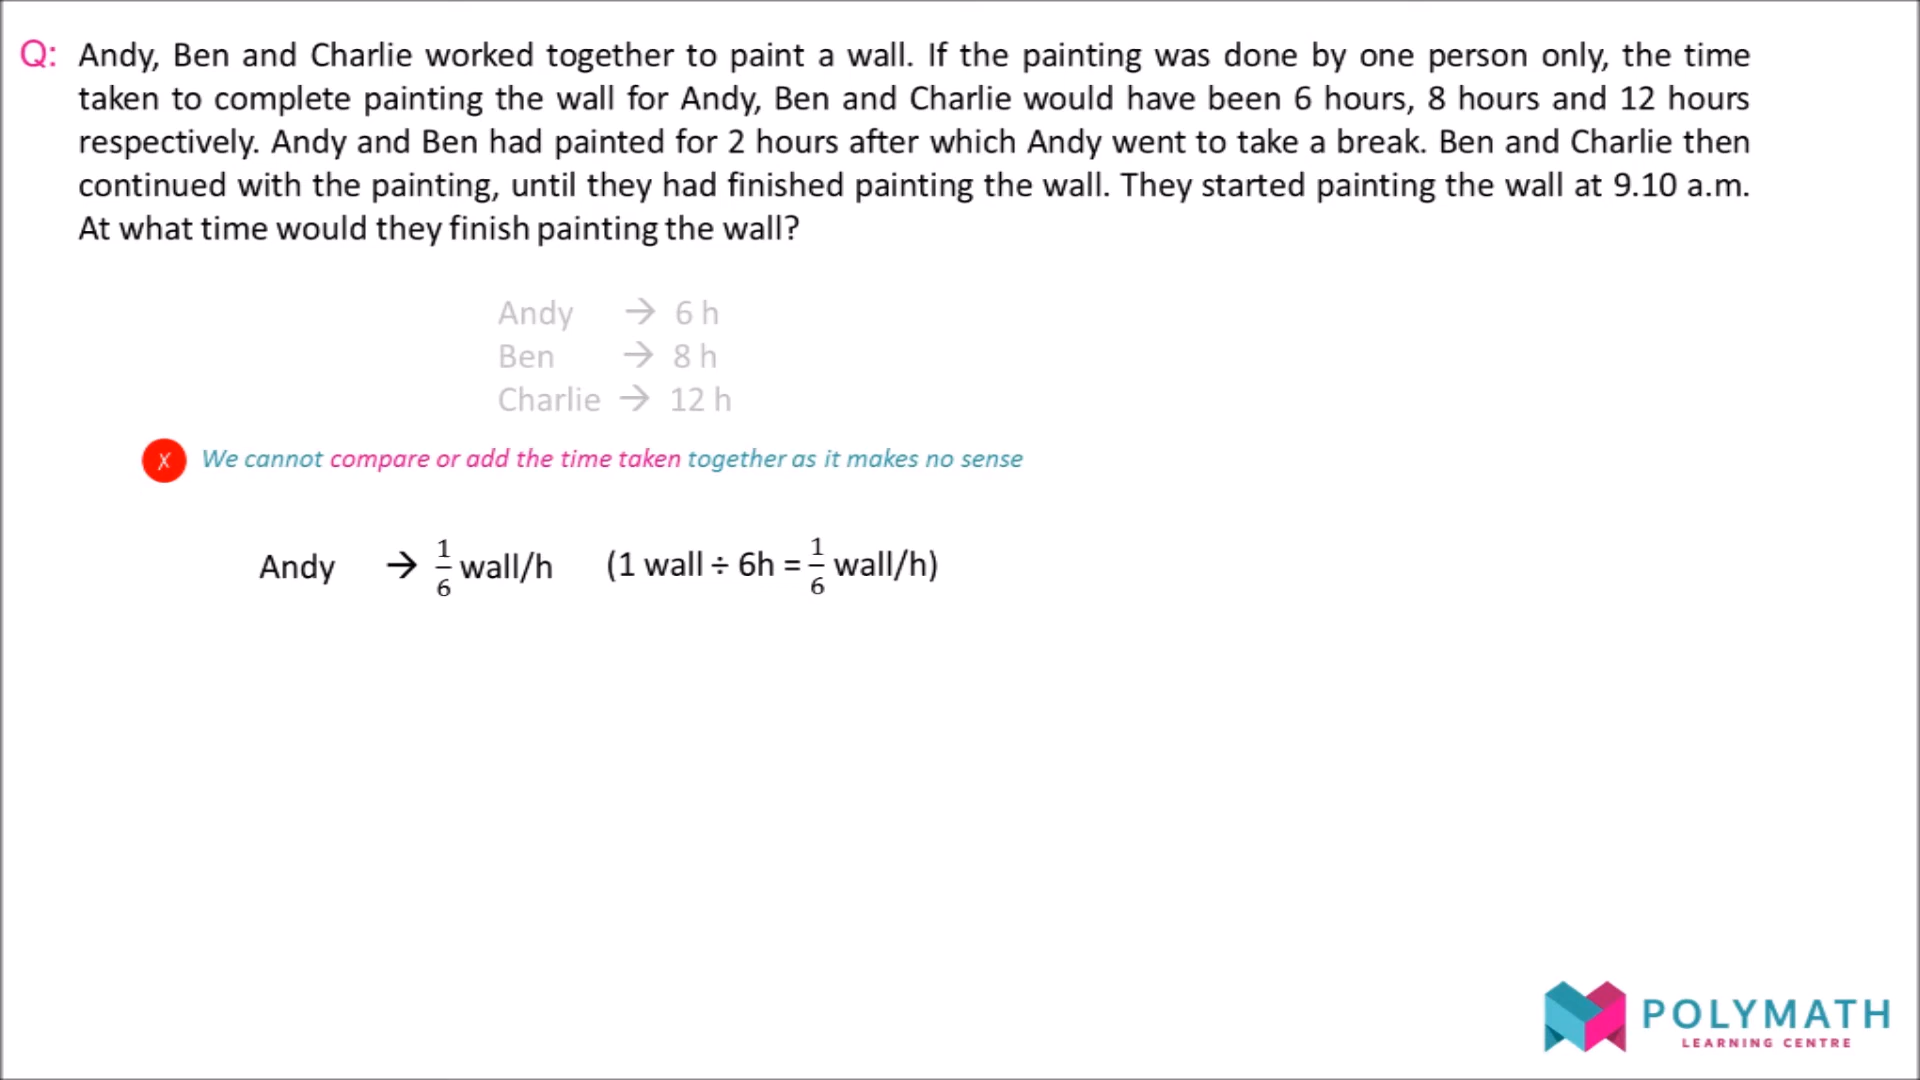 Q: Andy, Ben and Charlie worked together to paint a wall. If the painting was done by one person only, the time
taken to complete painting the wall for Andy, Ben and Charlie would have been 6 hours, 8 hours and 12 hours
respectively. Andy and Ben had painted for 2 hours after which Andy went to take a break. Ben and Charlie then
continued with the painting, until they had finished painting the wall. They started painting the wall at 9.10 a.m.
At what time would they finish painting the wall?
Andy → 6 h
Ben → 8 h
Charlie → 12 h
X We cannot compare or add the time taken together as it makes no sense
Andy → 1/6 wall/h (1 wall ÷ 6h = 1/6 wall/h)
POLYMATH
LEARNING CENTRE